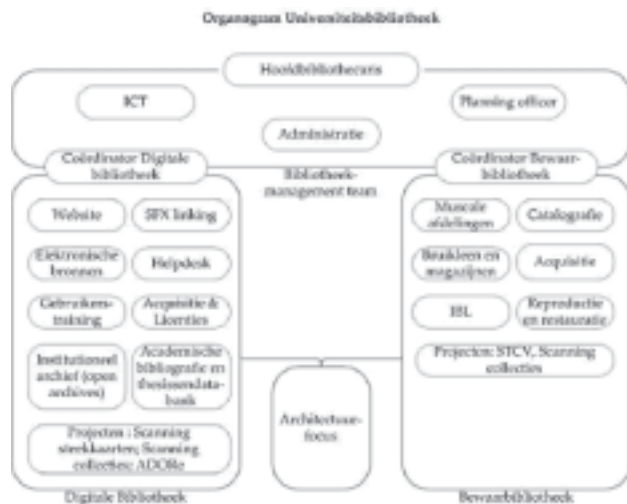 Organogram Universiteitsbibliotheek
Hoofdbibliothecaris
ICT
Planning officer
Administratie
Coördinator Digitale
bibliotheek
Bibliotheek-
management team
Coördinator Bewaar-
bibliotheek
Website
SFX linking
Elektronische
bronnen
Helpdesk
Gebruikers-
training
Acquisitie &
Licenties
Institutioneel
archief (open
archives)
Academische
bibliografie en
thesissendata-
bank
Projecten : Scanning
steekkaarten; Scanning
collecties; ADORe
Digitale Bibliotheek
Architectuur-
focus
afdelingen
Catalografie
Bruikleen en
magazijnen
Acquisitie
IBL
Reproductie
en restauratie
Projecten: STCV, Scanning
collecties
Bewaarbibliotheek